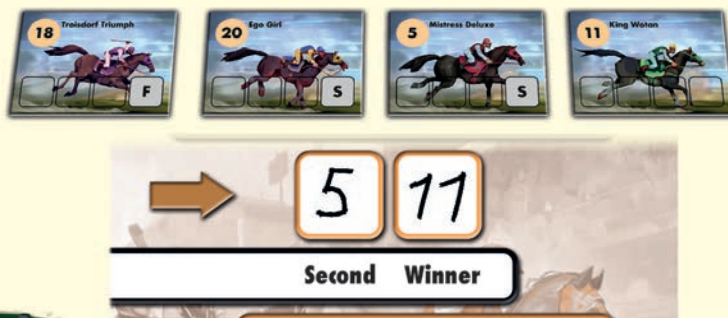 18 Troisdorf Triumph
F
20 Ego Girl
S
5 Mistress Deluxe
S
11 King Wotan
5 11
Second Winner